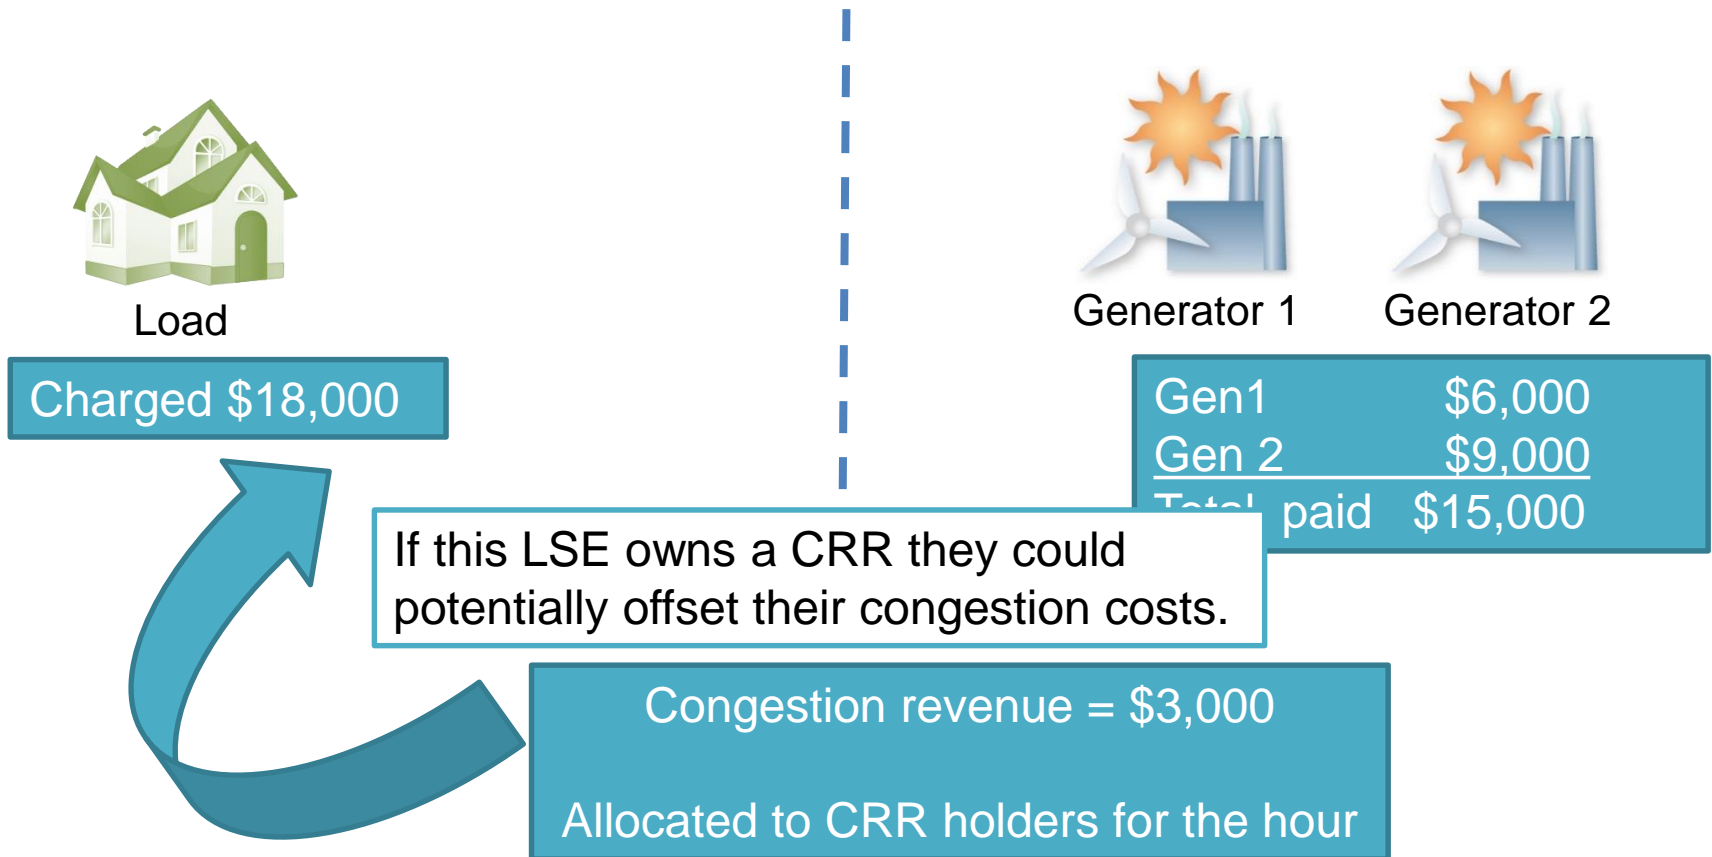 Load
Generator 1
Generator 2
Charged $18,000
Gen1 $6,000
Gen 2 $9,000
Total paid $15,000
If this LSE owns a CRR they could
potentially offset their congestion costs.
Congestion revenue = $3,000
Allocated to CRR holders for the hour